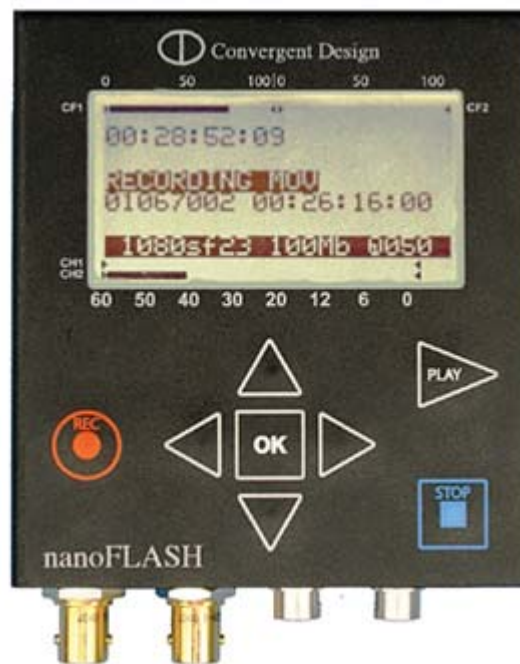 Convergent Design
0 50 100|0 50 100
CF1 CF2
00:28:52:09
RECORDING MOV
01067002 00:26:16:00
1080sf23 100Mb @050
CH1
CH2
60 50 40 30 20 12 6 0
PLAY
REC
OK
STOP
nanoFLASH